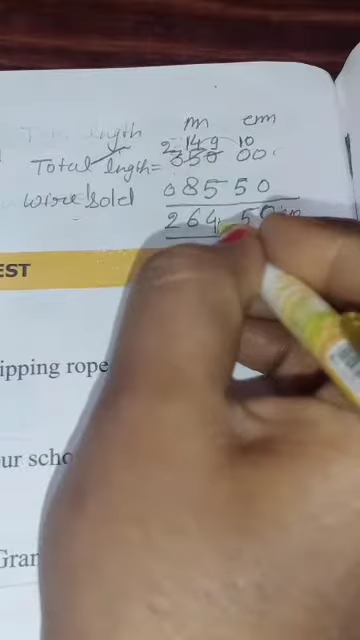 m cm
2 14 9 10
Total length = 350 00
Wire Sold 085 50
264 50
EST
ipping rope
our scho
Gran